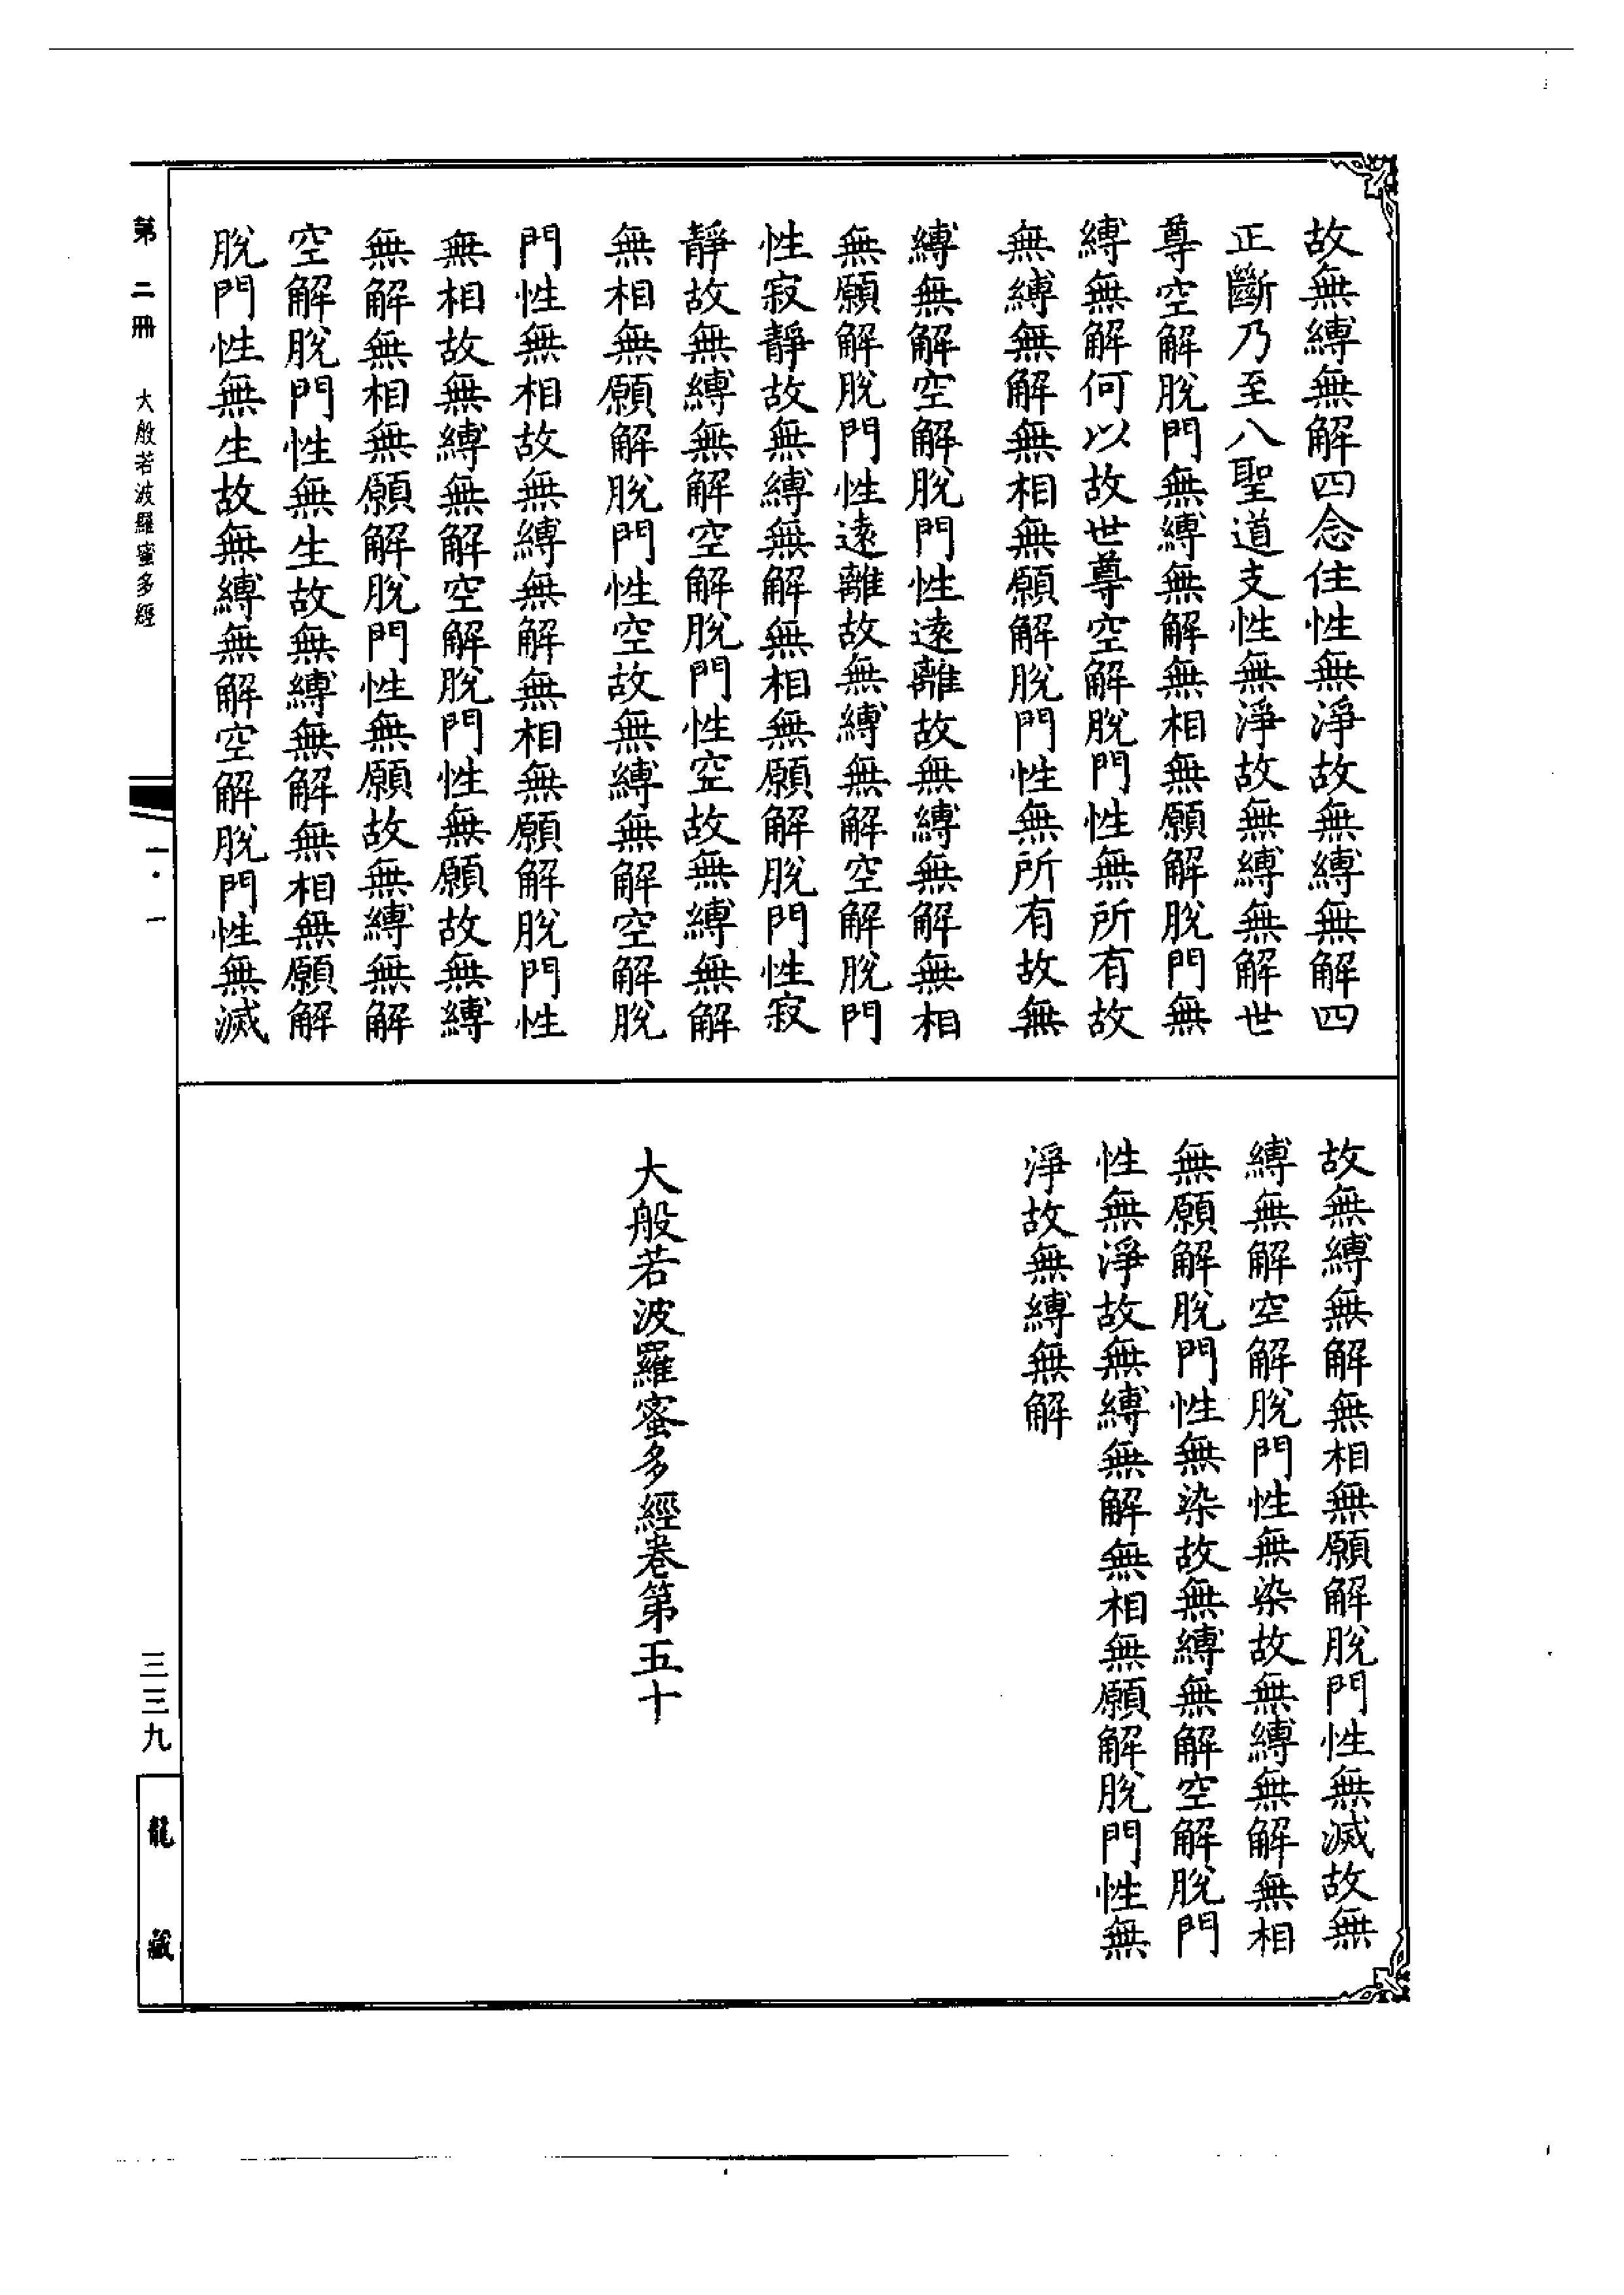 故無縛無解四念住性無淨故無縛無解四
正斷乃至八聖道支性無淨故無縛無解世
尊空解脫門無縛無解無相無願解脫門無
縛無解何以故世尊空解脫門性無所有故
無縛無解無相無願解脫門性無所有故無
縛無解空解脫門性遠離故無縛無解無相
無願解脫門性遠離故無縛無解空解脫門
性寂靜故無縛無解無相無願解脫門性寂
靜故無縛無解空解脫門性空故無縛無解
無相無願解脫門性空故無縛無解空解脫
門性無相故無縛無解無相無願解脫門性
無相故無縛無解空解脫門性無願故無縛
無解無相無願解脫門性無願故無縛無解
空解脫門性無生故無縛無解無相無願解
脫門性無生故無縛無解空解脫門性無滅
故無縛無解無相無願解脫門性無滅故無
縛無解空解脫門性無染故無縛無解無相
無願解脫門性無染故無縛無解空解脫門
性無淨故無縛無解無相無願解脫門性無
淨故無縛無解
大般若波羅蜜多經卷第五十
第二冊 大般若波羅蜜多經
一·一
三三九
龍藏